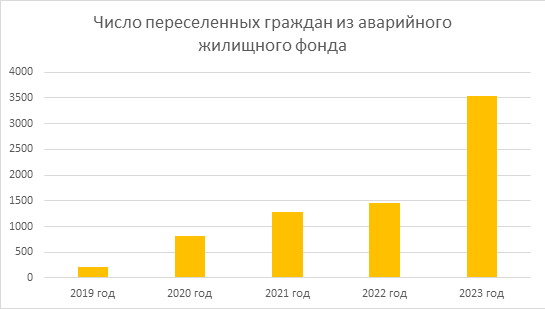 Число переселенных граждан из аварийного
жилищного фонда
4000
3500
3000
2500
2000
1500
1000
500
0
2019 год
2020 год
2021 год
2022 год
2023 год